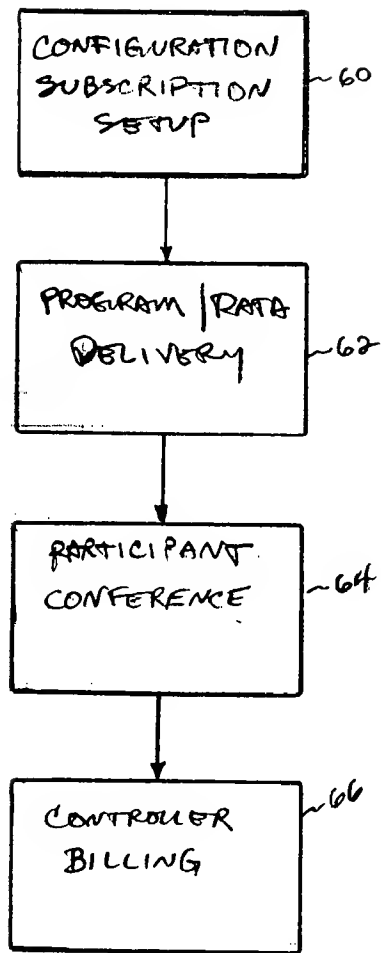 CONFIGURATION
SUBSCRIPTION
SETUP
60
PROGRAM / DATA
DELIVERY
62
PARTICIPANT
CONFERENCE
64
CONTROLLER
BILLING
66